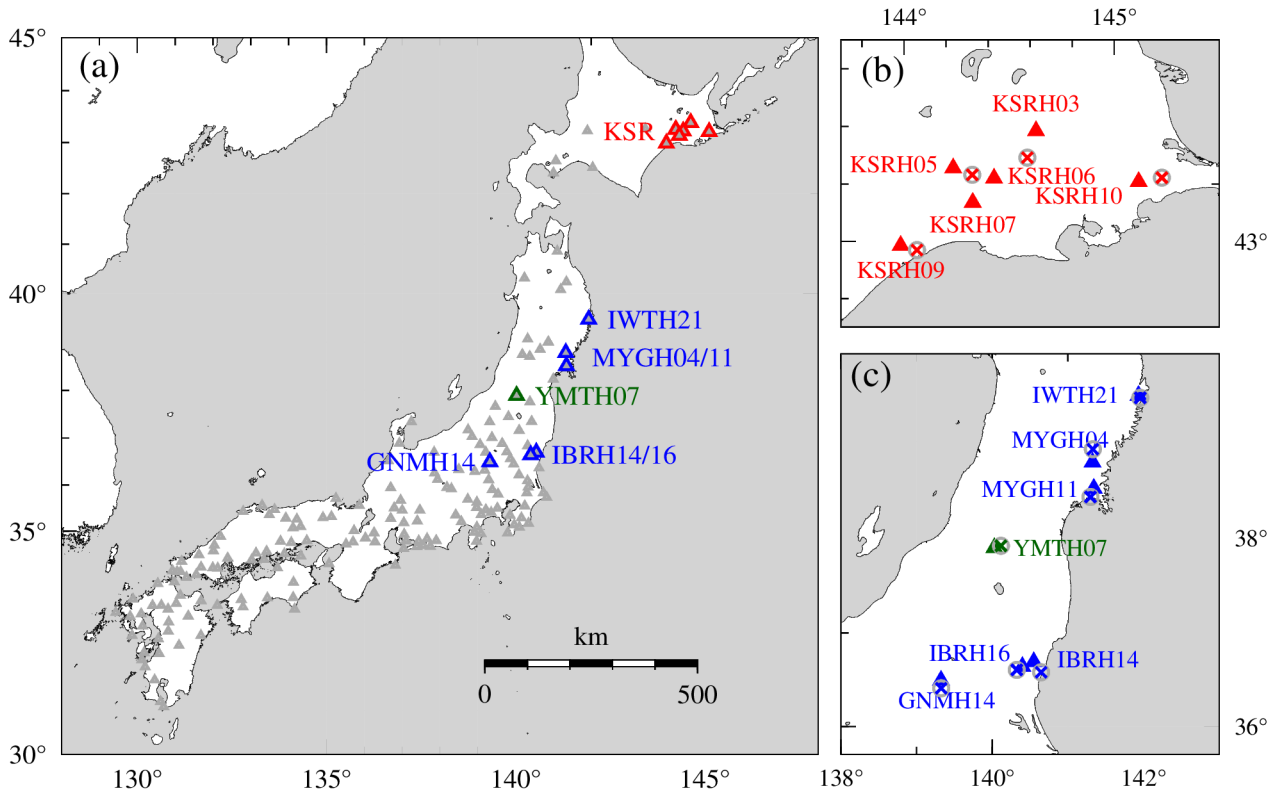 (a)
45°
40°
35°
30°
130°
135°
140°
145°
KSR
IWTH21
MYGH04/11
YMTH07
IBRH14/16
GNMH14
km
0
500
144°
145°
(b)
KSRH03
KSRH05
KSRH06
KSRH10
KSRH07
KSRH09
43°
(c)
IWTH21
MYGH04
MYGH11
38°
YMTH07
IBRH16
IBRH14
GNMH14
36°
138°
140°
142°